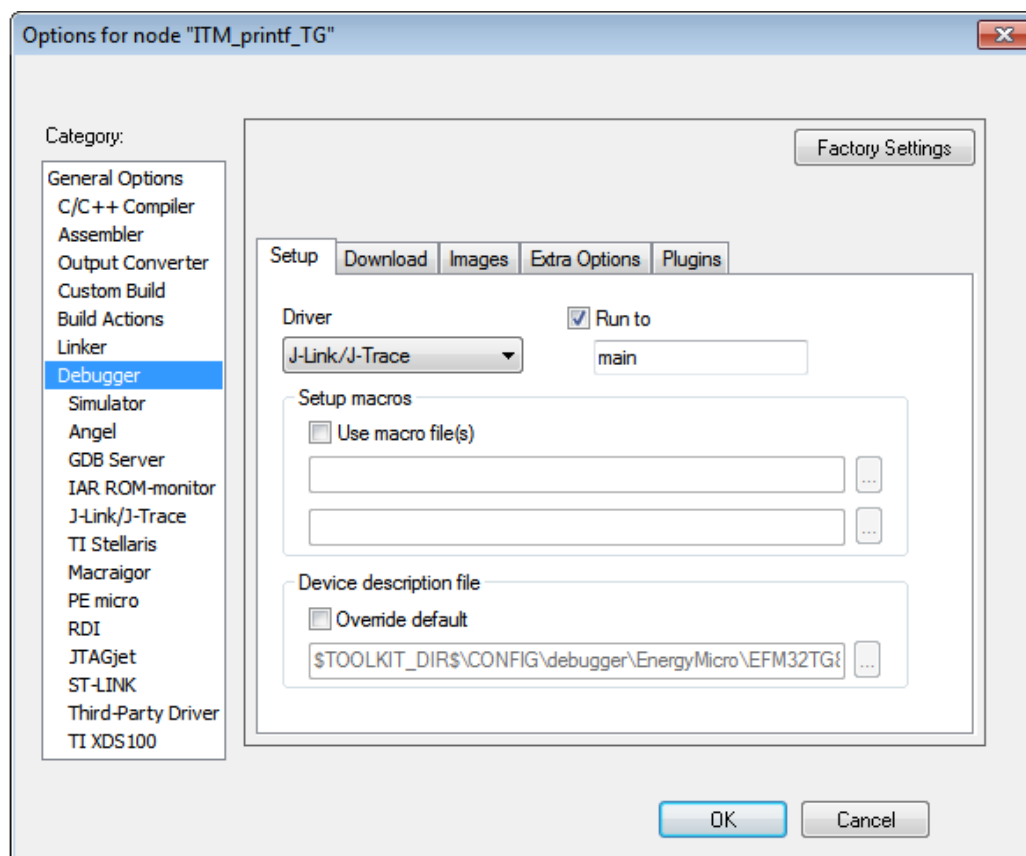 Options for node "ITM_printf_TG"
Category:
Factory Settings
General Options
C/C++ Compiler
Assembler
Output Converter
Custom Build
Build Actions
Linker
Debugger
Simulator
Angel
GDB Server
IAR ROM-monitor
J-Link/J-Trace
TI Stellaris
Macraigor
PE micro
RDI
JTAGjet
ST-LINK
Third-Party Driver
TI XDS100
Setup Download Images Extra Options Plugins
Driver
Run to
J-Link/J-Trace
main
Setup macros
Use macro file(s)
...
...
Device description file
Override default
$TOOLKIT_DIR$\CONFIG\debugger\EnergyMicro\EFM32TG8
...
OK Cancel